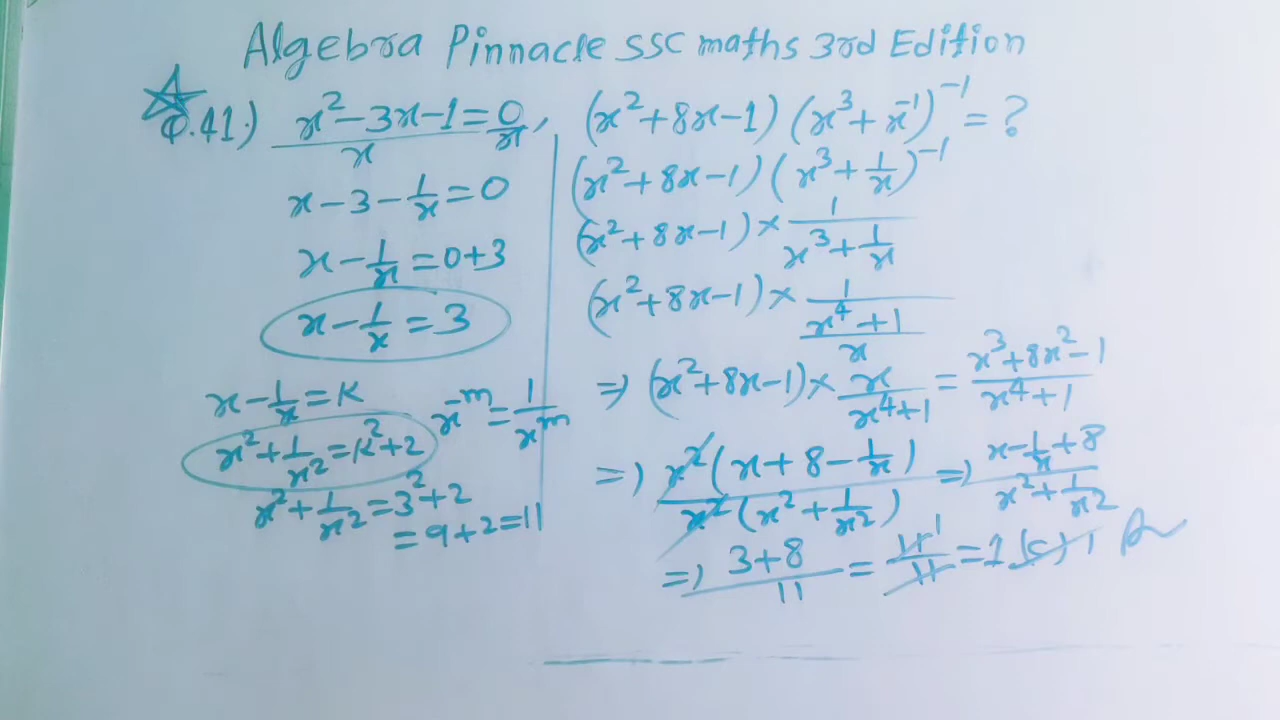 Algebra Pinnacle SSC maths 3rd Edition
Q.41.) (x²-3x-1)/x = 0/x, (x²+8x-1)(x³+x⁻¹)⁻¹ = ?
x-3-1/x = 0
x-1/x = 0+3
x-1/x = 3
x-1/x = K
x⁻ᵐ = 1/xᵐ
x²+1/x² = K²+2
x²+1/x² = 3²+2
= 9+2 = 11
(x²+8x-1)(x³+1/x)⁻¹
(x²+8x-1) × 1/(x³+1/x)
(x²+8x-1) × 1/((x⁴+1)/x)
⇒ (x²+8x-1) × x/(x⁴+1) = (x³+8x²-1)/(x⁴+1)
⇒ x²(x+8-1/x)/x²(x²+1/x²) ⇒ (x-1/x+8)/(x²+1/x²)
⇒ (3+8)/11 = 11/11 1 = 1 (c) 1